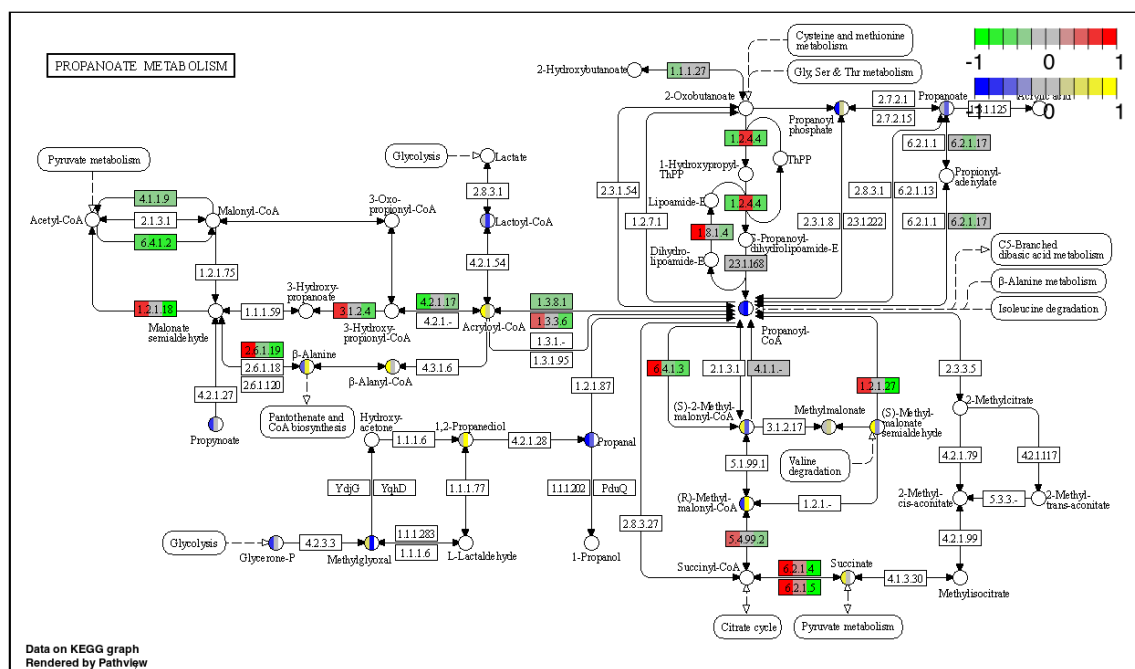 PROPANOATE METABOLISM
Cysteine and methionine
metabolism
Gly, Ser & Thr metabolism
-1 0 1
-1 0 1
2-Hydroxybutanoate
1.1.1.27
2-Oxobutanoate
Propanoyl
phosphate
2.7.2.1
2.7.2.15
Propanoate
1.3.1.125
Acrylic acid
Pyruvate metabolism
Glycolysis
Lactate
2.8.3.1
Lactoyl-CoA
4.2.1.54
Acetyl-CoA
4.1.1.9
2.1.3.1
6.4.1.2
Malonyl-CoA
3-Oxo-
propionyl-CoA
1.2.1.75
1.2.1.18
Malonate
semialdehyde
1.1.1.59
3-Hydroxy-
propanoate
3.1.2.4
3-Hydroxy-
propionyl-CoA
4.2.1.17
4.2.1.-
Acryloyl-CoA
1.3.8.1
1.3.3.6
1.3.1.-
1.3.1.95
2.6.1.19
2.6.1.18
2.6.1.120
β-Alanine
β-Alanyl-CoA
4.3.1.6
4.2.1.27
Propynoate
Pantothenate and
CoA biosynthesis
1.2.4.4
ThPP
1-Hydroxypropyl-
ThPP
1.2.4.4
Lipoamide-E
1.8.1.4
Dihydro-
lipoamide-E
S-Propanoyl-
dihydrolipoamide-E
2.3.1.168
2.3.1.54
1.2.7.1
2.3.1.8
2.3.1.222
2.8.3.1
6.2.1.13
6.2.1.1
6.2.1.17
Propionyl-
adenylate
6.2.1.1
6.2.1.17
C5-Branched
dibasic acid metabolism
β-Alanine metabolism
Isoleucine degradation
Propanoyl-
CoA
6.4.1.3
2.1.3.1
4.1.1.-
1.2.1.27
2.3.3.5
1.2.1.87
(S)-2-Methyl-
malonyl-CoA
3.1.2.17
Methylmalonate
(S)-Methyl-
malonate
semialdehyde
Valine
degradation
5.1.99.1
(R)-Methyl-
malonyl-CoA
1.2.1.-
5.4.99.2
2.8.3.27
Succinyl-CoA
6.2.1.4
6.2.1.5
Succinate
4.1.3.30
Methylisocitrate
Citrate cycle
Pyruvate metabolism
2-Methylcitrate
4.2.1.79
4.2.1.117
2-Methyl-
cis-aconitate
5.3.3.-
2-Methyl-
trans-aconitate
4.2.1.99
Hydroxy-
acetone
1.1.1.6
1,2-Propanediol
4.2.1.28
Propanal
YdjG
YqhD
1.1.1.77
1.1.1.202
PduQ
1-Propanol
Glycolysis
Glycerone-P
4.2.3.3
Methylglyoxal
1.1.1.283
1.1.1.6
L-Lactaldehyde
Data on KEGG graph
Rendered by Pathview